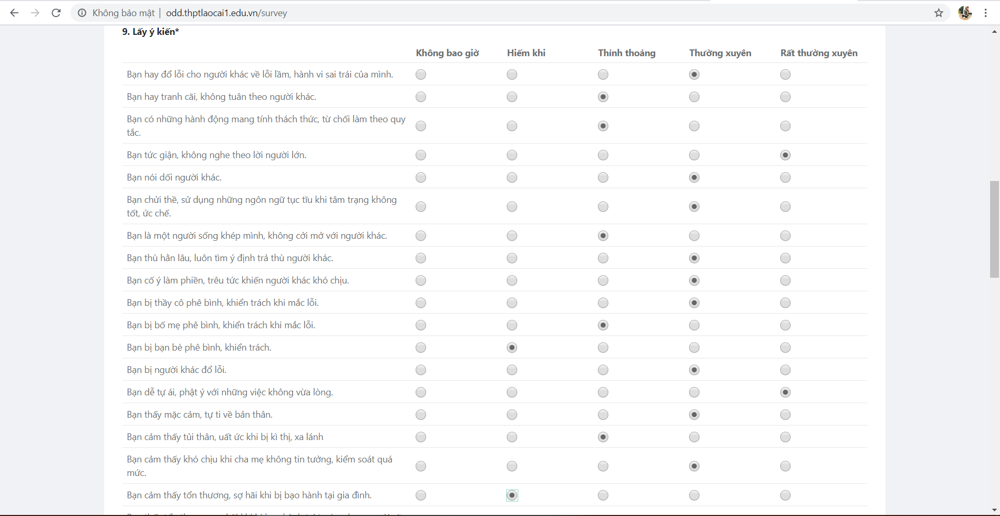 Không bảo mật | odd.thptlaocai1.edu.vn/survey
9. Lấy ý kiến*
Không bao giờ Hiếm khi Thỉnh thoảng Thường xuyên Rất thường xuyên
Bạn hay đổ lỗi cho người khác về lỗi lầm, hành vi sai trái của mình.
Bạn hay tranh cãi, không tuân theo người khác.
Bạn có những hành động mang tính thách thức, từ chối làm theo quy
tắc.
Bạn tức giận, không nghe theo lời người lớn.
Bạn nói dối người khác.
Bạn chửi thề, sử dụng những ngôn ngữ tục tĩu khi tâm trạng không
tốt, ức chế.
Bạn là một người sống khép mình, không cởi mở với người khác.
Bạn thù hằn lâu, luôn tìm ý định trả thù người khác.
Bạn cố ý làm phiền, trêu tức khiến người khác khó chịu.
Bạn bị thầy cô phê bình, khiển trách khi mắc lỗi.
Bạn bị bố mẹ phê bình, khiển trách khi mắc lỗi.
Bạn bị bạn bè phê bình, khiển trách.
Bạn bị người khác đổ lỗi.
Bạn dễ tự ái, phật ý với những việc không vừa lòng.
Bạn thấy mặc cảm, tự ti về bản thân.
Bạn cảm thấy tủi thân, uất ức khi bị kì thị, xa lánh
Bạn cảm thấy khó chịu khi cha mẹ không tin tưởng, kiểm soát quá
mức.
Bạn cảm thấy tổn thương, sợ hãi khi bị bạo hành tại gia đình.